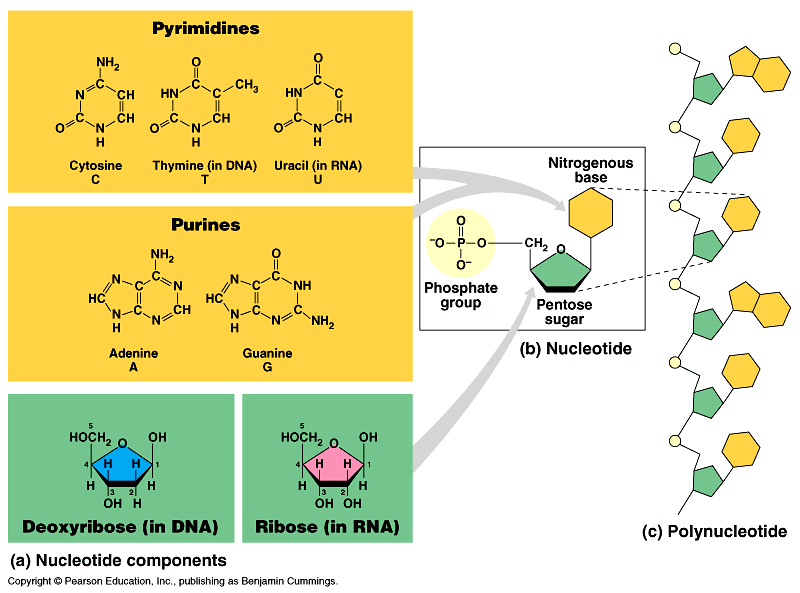 Pyrimidines
NH2
C
N
CH
C
CH
O
N
H
Cytosine
C
O
C
HN
C
CH3
C
CH
O
N
H
Thymine (in DNA)
T
O
C
HN
CH
C
CH
O
N
H
Uracil (in RNA)
U
Purines
NH2
N
C
C
N
HC
C
CH
N
N
H
Adenine
A
O
N
C
C
NH
HC
C
C
N
N
NH2
H
Guanine
G
5
HOCH2
O
OH
4
H
H
1
H
3
2
H
OH
H
Deoxyribose (in DNA)
5
HOCH2
O
OH
4
H
H
1
H
3
2
H
OH
OH
Ribose (in RNA)
(a) Nucleotide components
Nitrogenous
base
O
–O
P
O
CH2
O
O–
Phosphate
group
Pentose
sugar
(b) Nucleotide
(c) Polynucleotide
Copyright © Pearson Education, Inc., publishing as Benjamin Cummings.